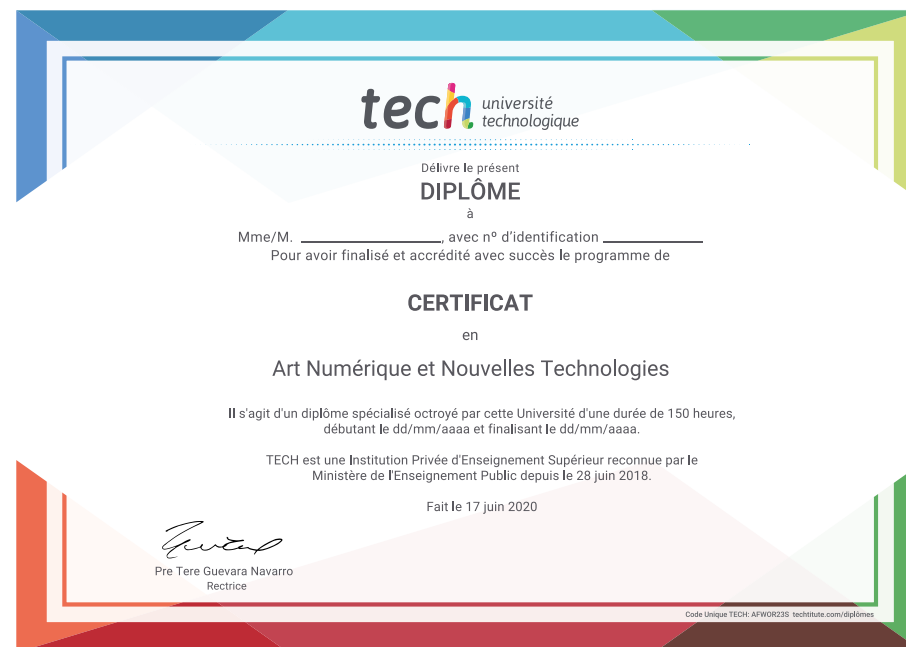 tech université
technologique
Délivre le présent
DIPLÔME
à
Mme/M. ____________________, avec nº d'identification ______________
Pour avoir finalisé et accrédité avec succès le programme de
CERTIFICAT
en
Art Numérique et Nouvelles Technologies
Il s'agit d'un diplôme spécialisé octroyé par cette Université d'une durée de 150 heures,
débutant le dd/mm/aaaa et finalisant le dd/mm/aaaa.
TECH est une Institution Privée d'Enseignement Supérieur reconnue par le
Ministère de l'Enseignement Public depuis le 28 juin 2018.
Fait le 17 juin 2020
Pre Tere Guevara Navarro
Rectrice
Code Unique TECH: AFWOR23S techtitute.com/diplômes